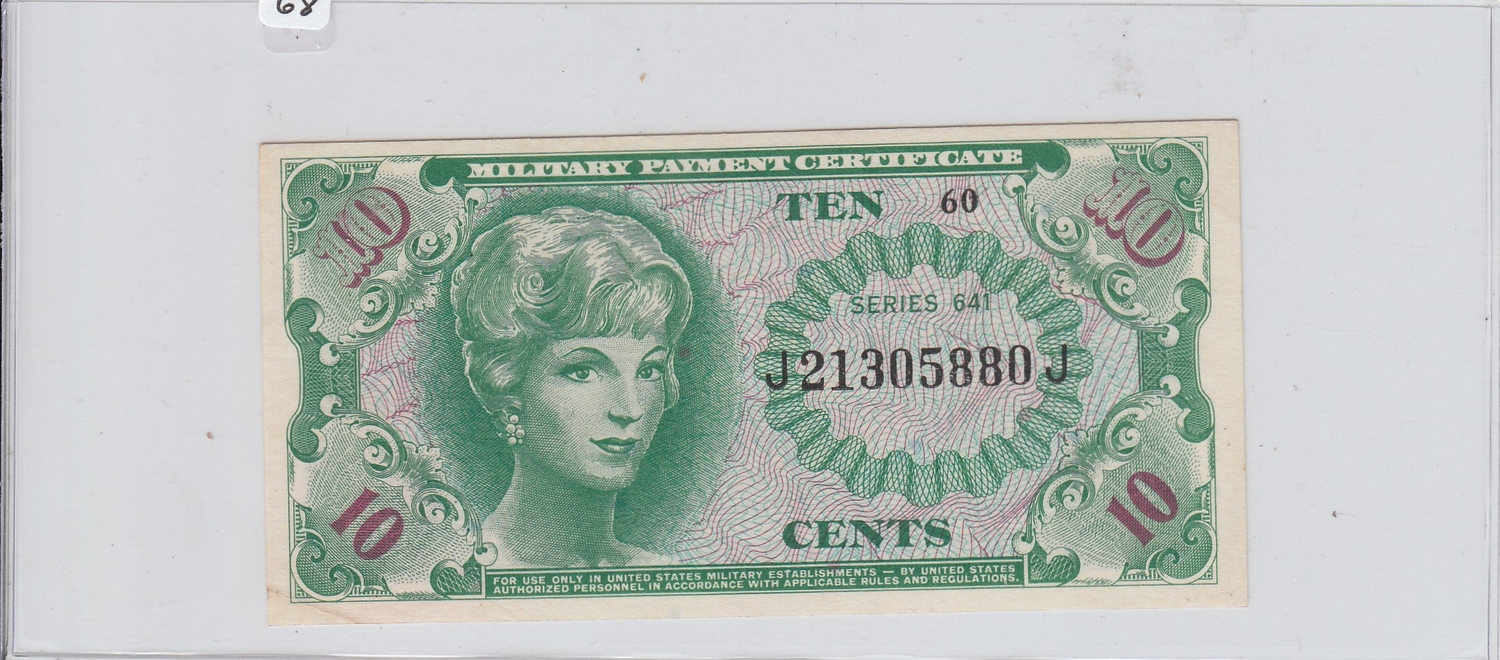 68
MILITARY PAYMENT CERTIFICATE
10
TEN 60
10
SERIES 641
J21305880J
10
CENTS
10
FOR USE ONLY IN UNITED STATES MILITARY ESTABLISHMENTS — BY UNITED STATES
AUTHORIZED PERSONNEL IN ACCORDANCE WITH APPLICABLE RULES AND REGULATIONS.